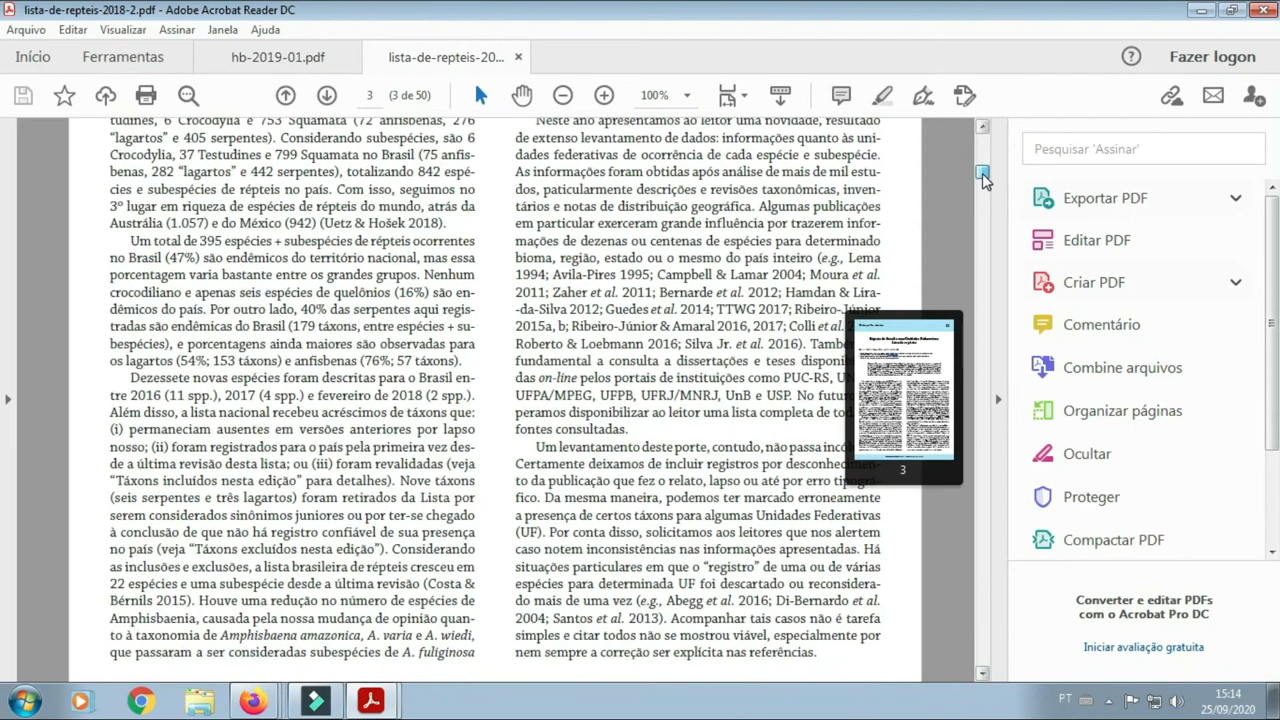 lista-de-repteis-2018-2.pdf - Adobe Acrobat Reader DC
Arquivo Editar Visualizar Assinar Janela Ajuda
Início Ferramentas hb-2019-01.pdf lista-de-repteis-20... × Fazer logon
3 (3 de 50) 100%
tudines, 6 Crocodylia e 753 Squamata (72 anfisbenas, 276
“lagartos” e 405 serpentes). Considerando subespécies, são 6
Crocodylia, 37 Testudines e 799 Squamata no Brasil (75 anfis-
benas, 282 “lagartos” e 442 serpentes), totalizando 842 espé-
cies e subespécies de répteis no país. Com isso, seguimos no
3º lugar em riqueza de espécies de répteis do mundo, atrás da
Austrália (1.057) e do México (942) (Uetz & Hošek 2018).
Um total de 395 espécies + subespécies de répteis ocorrentes
no Brasil (47%) são endêmicos do território nacional, mas essa
porcentagem varia bastante entre os grandes grupos. Nenhum
crocodiliano e apenas seis espécies de quelônios (16%) são en-
dêmicos do país. Por outro lado, 40% das serpentes aqui regis-
tradas são endêmicas do Brasil (179 táxons, entre espécies + su-
bespécies), e porcentagens ainda maiores são observadas para
os lagartos (54%; 153 táxons) e anfisbenas (76%; 57 táxons).
Dezessete novas espécies foram descritas para o Brasil en-
tre 2016 (11 spp.), 2017 (4 spp.) e fevereiro de 2018 (2 spp.).
Além disso, a lista nacional recebeu acréscimos de táxons que:
(i) permaneciam ausentes em versões anteriores por lapso
nosso; (ii) foram registrados para o país pela primeira vez des-
de a última revisão desta lista; ou (iii) foram revalidadas (veja
“Táxons incluídos nesta edição” para detalhes). Nove táxons
(seis serpentes e três lagartos) foram retirados da Lista por
serem considerados sinônimos juniores ou por ter-se chegado
à conclusão de que não há registro confiável de sua presença
no país (veja “Táxons excluídos nesta edição”). Considerando
as inclusões e exclusões, a lista brasileira de répteis cresceu em
22 espécies e uma subespécie desde a última revisão (Costa &
Bérnils 2015). Houve uma redução no número de espécies de
Amphisbaenia, causada pela nossa mudança de opinião quan-
to à taxonomia de Amphisbaena amazonica, A. varia e A. wiedi,
que passaram a ser consideradas subespécies de A. fuliginosa
Neste ano apresentamos ao leitor uma novidade, resultado
de extenso levantamento de dados: informações quanto às uni-
dades federativas de ocorrência de cada espécie e subespécie.
As informações foram obtidas após análise de mais de mil estu-
dos, paticularmente descrições e revisões taxonômicas, inven-
tários e notas de distribuição geográfica. Algumas publicações
em particular exerceram grande influência por trazerem infor-
mações de dezenas ou centenas de espécies para determinado
bioma, região, estado ou o mesmo do país inteiro (e.g., Lema
1994; Avila-Pires 1995; Campbell & Lamar 2004; Moura et al.
2011; Zaher et al. 2011; Bernarde et al. 2012; Hamdan & Lira-
-da-Silva 2012; Guedes et al. 2014; TTWG 2017; Ribeiro-Júnior
2015a, b; Ribeiro-Júnior & Amaral 2016, 2017; Colli et al.
Roberto & Loebmann 2016; Silva Jr. et al. 2016).
fundamental a consulta a dissertações e teses
das on-line pelos portais de instituições como PUC-RS,
UFPA/MPEG, UFPB, UFRJ/MNRJ, UnB e USP. No
peramos disponibilizar ao leitor uma lista completa de
fontes consultadas.
Um levantamento deste porte, contudo, não passa
Certamente deixamos de incluir registros por
to da publicação que fez o relato, lapso ou até por erro tipográ-
fico. Da mesma maneira, podemos ter marcado erroneamente
a presença de certos táxons para algumas Unidades Federativas
(UF). Por conta disso, solicitamos aos leitores que nos alertem
caso notem inconsistências nas informações apresentadas. Há
situações particulares em que o “registro” de uma ou de várias
espécies para determinada UF foi descartado ou reconsidera-
do mais de uma vez (e.g., Abegg et al. 2016; Di-Bernardo et al.
2004; Santos et al. 2013). Acompanhar tais casos não é tarefa
simples e citar todos não se mostrou viável, especialmente por
nem sempre a correção ser explícita nas referências.
3
Pesquisar 'Assinar'
Exportar PDF
Editar PDF
Criar PDF
Comentário
Combine arquivos
Organizar páginas
Ocultar
Proteger
Compactar PDF
Converter e editar PDFs
com o Acrobat Pro DC
Iniciar avaliação gratuita
PT
15:14
25/09/2020